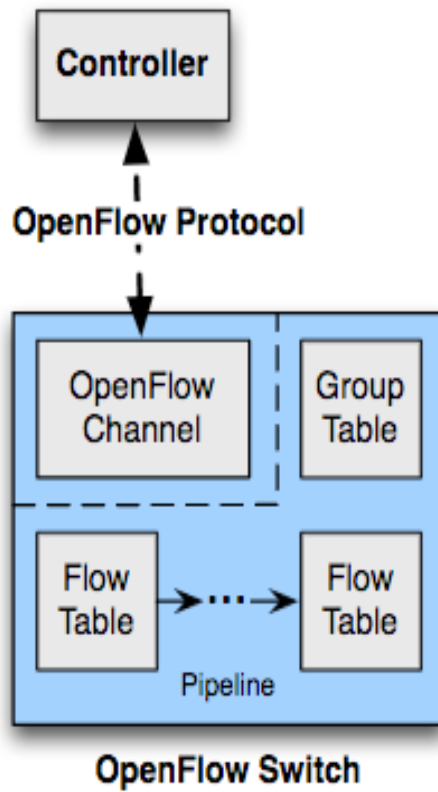 Controller
OpenFlow Protocol
OpenFlow
Channel
Group
Table
Flow
Table
...
Flow
Table
Pipeline
OpenFlow Switch